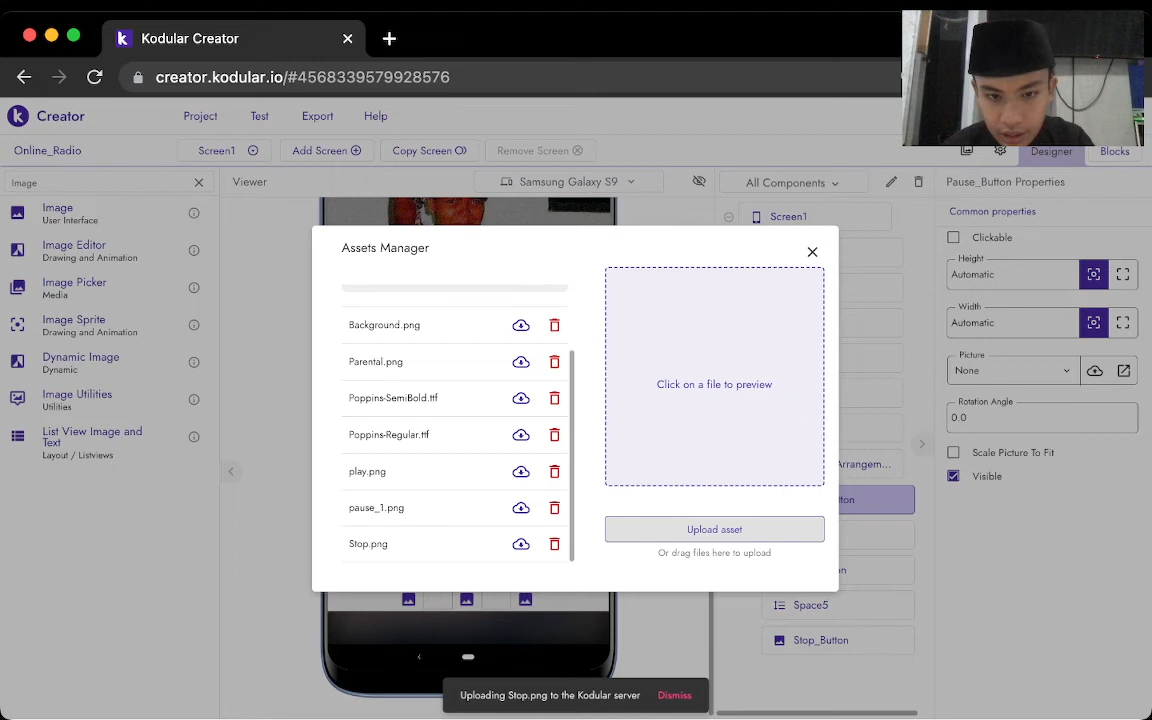 Kodular Creator
creator.kodular.io/#4568339579928576
Creator
Project
Test
Export
Help
Online_Radio
Screen1
Add Screen
Copy Screen
Remove Screen
Designer
Blocks
Image
Viewer
Samsung Galaxy S9
All Components
Pause_Button Properties
Image
User Interface
Image Editor
Drawing and Animation
Image Picker
Media
Image Sprite
Drawing and Animation
Dynamic Image
Dynamic
Image Utilities
Utilities
List View Image and
Text
Layout / Listviews
Assets Manager
Background.png
Parental.png
Poppins-SemiBold.ttf
Poppins-Regular.ttf
play.png
pause_1.png
Stop.png
Click on a file to preview
Upload asset
Or drag files here to upload
Uploading Stop.png to the Kodular server
Dismiss
Screen1
Arrangem...
tton
on
Space5
Stop_Button
Common properties
Clickable
Height
Automatic
Width
Automatic
Picture
None
Rotation Angle
0.0
Scale Picture To Fit
Visible